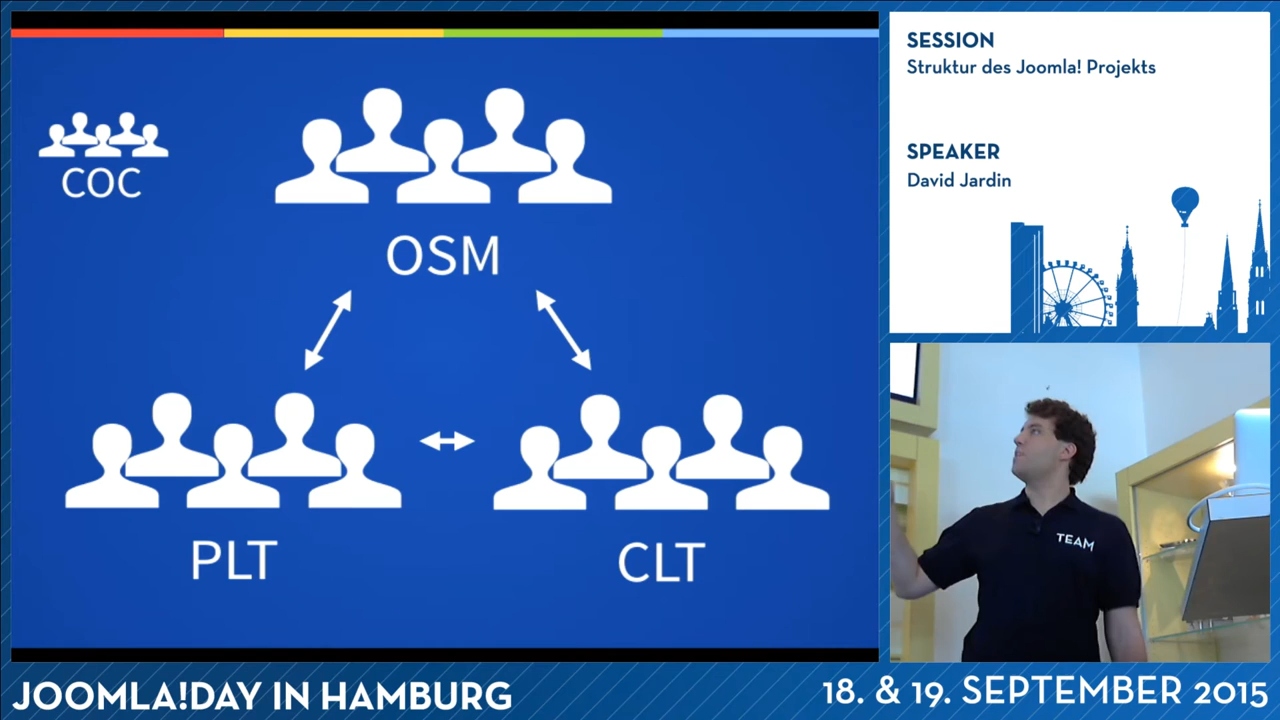 COC
OSM
PLT
CLT
SESSION
Struktur des Joomla! Projekts
SPEAKER
David Jardin
TEAM
JOOMLA!DAY IN HAMBURG
18. & 19. SEPTEMBER 2015